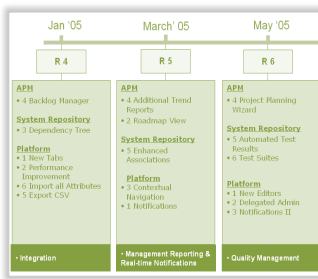 Jan '05
R 4
APM
• 4 Backlog Manager
System Repository
• 3 Dependency Tree
Platform
• 1 New Tabs
• 2 Performance
Improvement
• 6 Import all Attributes
• 5 Export CSV
• Integration
March' 05
R 5
APM
• 4 Additional Trend
Reports
• 2 Roadmap View
System Repository
• 5 Enhanced
Associations
Platform
• 3 Contextual
Navigation
• 1 Notifications
• Management Reporting &
Real-time Notifications
May '05
R 6
APM
• 4 Project Planning
Wizard
System Repository
• 5 Automated Test
Results
• 6 Test Suites
Platform
• 1 New Editors
• 2 Delegated Admin
• 3 Notifications II
• Quality Management